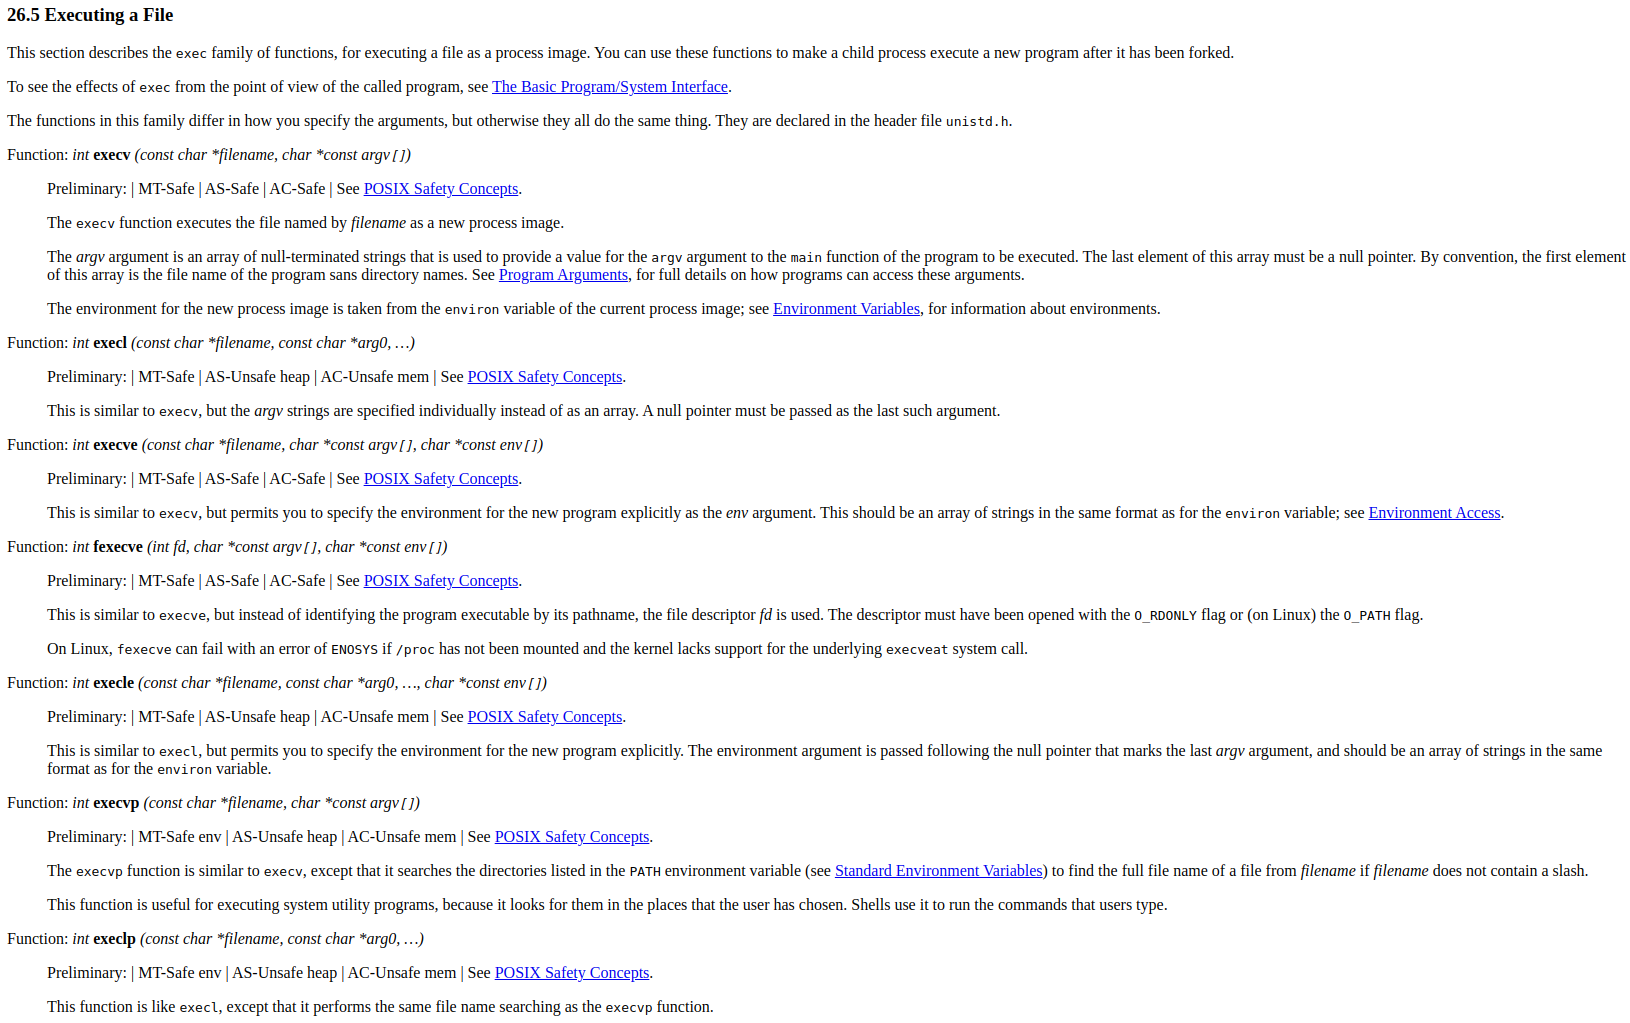 26.5 Executing a File
This section describes the exec family of functions, for executing a file as a process image. You can use these functions to make a child process execute a new program after it has been forked.
To see the effects of exec from the point of view of the called program, see The Basic Program/System Interface.
The functions in this family differ in how you specify the arguments, but otherwise they all do the same thing. They are declared in the header file unistd.h.
Function: int execv (const char *filename, char *const argv[])
Preliminary: | MT-Safe | AS-Safe | AC-Safe | See POSIX Safety Concepts.
The execv function executes the file named by filename as a new process image.
The argv argument is an array of null-terminated strings that is used to provide a value for the argv argument to the main function of the program to be executed. The last element of this array must be a null pointer. By convention, the first element
of this array is the file name of the program sans directory names. See Program Arguments, for full details on how programs can access these arguments.
The environment for the new process image is taken from the environ variable of the current process image; see Environment Variables, for information about environments.
Function: int execl (const char *filename, const char *arg0, …)
Preliminary: | MT-Safe | AS-Unsafe heap | AC-Unsafe mem | See POSIX Safety Concepts.
This is similar to execv, but the argv strings are specified individually instead of as an array. A null pointer must be passed as the last such argument.
Function: int execve (const char *filename, char *const argv[], char *const env[])
Preliminary: | MT-Safe | AS-Safe | AC-Safe | See POSIX Safety Concepts.
This is similar to execv, but permits you to specify the environment for the new program explicitly as the env argument. This should be an array of strings in the same format as for the environ variable; see Environment Access.
Function: int fexecve (int fd, char *const argv[], char *const env[])
Preliminary: | MT-Safe | AS-Safe | AC-Safe | See POSIX Safety Concepts.
This is similar to execve, but instead of identifying the program executable by its pathname, the file descriptor fd is used. The descriptor must have been opened with the O_RDONLY flag or (on Linux) the O_PATH flag.
On Linux, fexecve can fail with an error of ENOSYS if /proc has not been mounted and the kernel lacks support for the underlying execveat system call.
Function: int execle (const char *filename, const char *arg0, …, char *const env[])
Preliminary: | MT-Safe | AS-Unsafe heap | AC-Unsafe mem | See POSIX Safety Concepts.
This is similar to execl, but permits you to specify the environment for the new program explicitly. The environment argument is passed following the null pointer that marks the last argv argument, and should be an array of strings in the same
format as for the environ variable.
Function: int execvp (const char *filename, char *const argv[])
Preliminary: | MT-Safe env | AS-Unsafe heap | AC-Unsafe mem | See POSIX Safety Concepts.
The execvp function is similar to execv, except that it searches the directories listed in the PATH environment variable (see Standard Environment Variables) to find the full file name of a file from filename if filename does not contain a slash.
This function is useful for executing system utility programs, because it looks for them in the places that the user has chosen. Shells use it to run the commands that users type.
Function: int execlp (const char *filename, const char *arg0, …)
Preliminary: | MT-Safe env | AS-Unsafe heap | AC-Unsafe mem | See POSIX Safety Concepts.
This function is like execl, except that it performs the same file name searching as the execvp function.